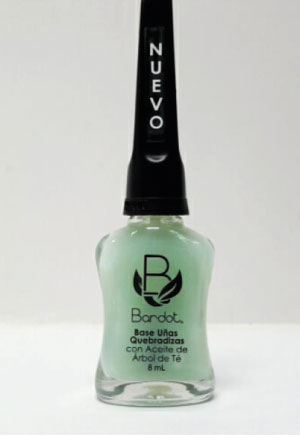 NUEVO
B
Bardot
Base Uñas
Quebradizas
con Aceite de
Árbol de Té
8 mL